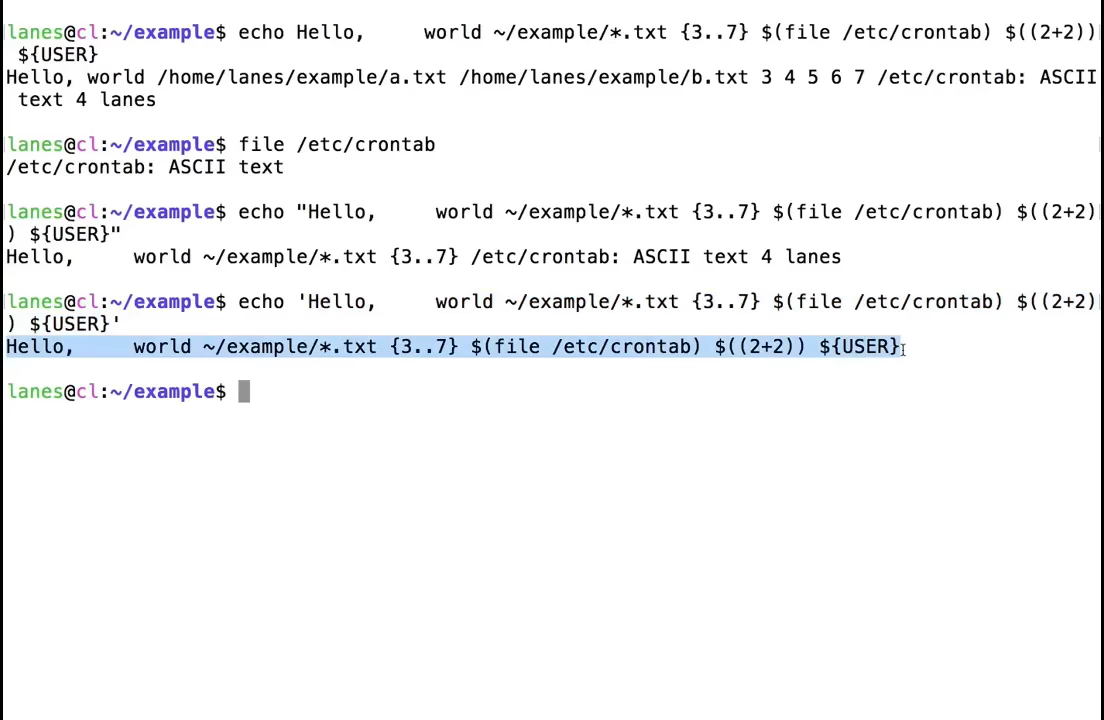 lanes@cl:~/example$ echo Hello,     world ~/example/*.txt {3..7} $(file /etc/crontab) $((2+2))
 ${USER}
Hello, world /home/lanes/example/a.txt /home/lanes/example/b.txt 3 4 5 6 7 /etc/crontab: ASCII
 text 4 lanes
lanes@cl:~/example$ file /etc/crontab
/etc/crontab: ASCII text
lanes@cl:~/example$ echo "Hello,     world ~/example/*.txt {3..7} $(file /etc/crontab) $((2+2)
) ${USER}"
Hello,     world ~/example/*.txt {3..7} /etc/crontab: ASCII text 4 lanes
lanes@cl:~/example$ echo 'Hello,     world ~/example/*.txt {3..7} $(file /etc/crontab) $((2+2)
) ${USER}'
Hello,     world ~/example/*.txt {3..7} $(file /etc/crontab) $((2+2)) ${USER}
lanes@cl:~/example$